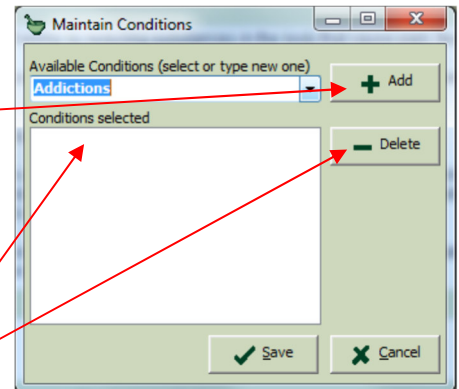 Maintain Conditions
Available Conditions (select or type new one)
Addictions
Add
Conditions selected
Delete
Save
Cancel